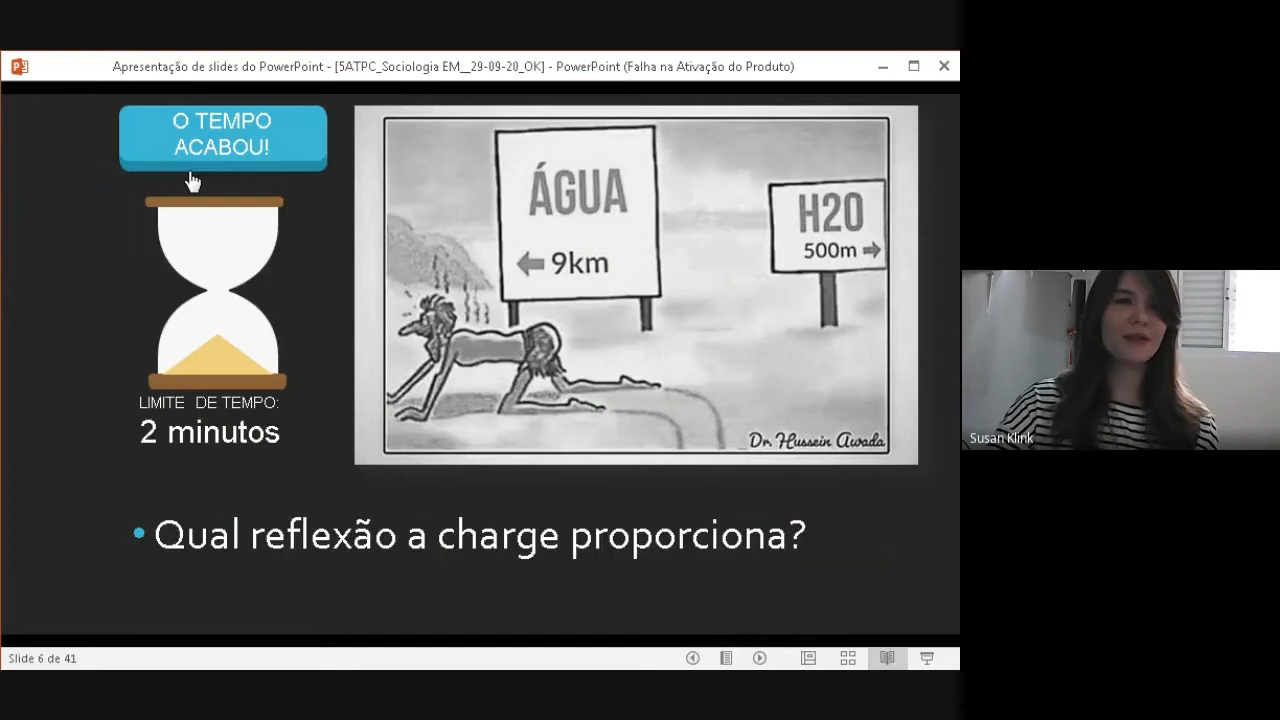 Apresentação de slides do PowerPoint - [5ATPC_Sociologia EM__29-09-20_OK] - PowerPoint (Falha na Ativação do Produto)
O TEMPO
ACABOU!
LIMITE DE TEMPO:
2 minutos
ÁGUA
9km
H2O
500m
Dr. Hussein Awada
Qual reflexão a charge proporciona?
Susan Klink
Slide 6 de 41